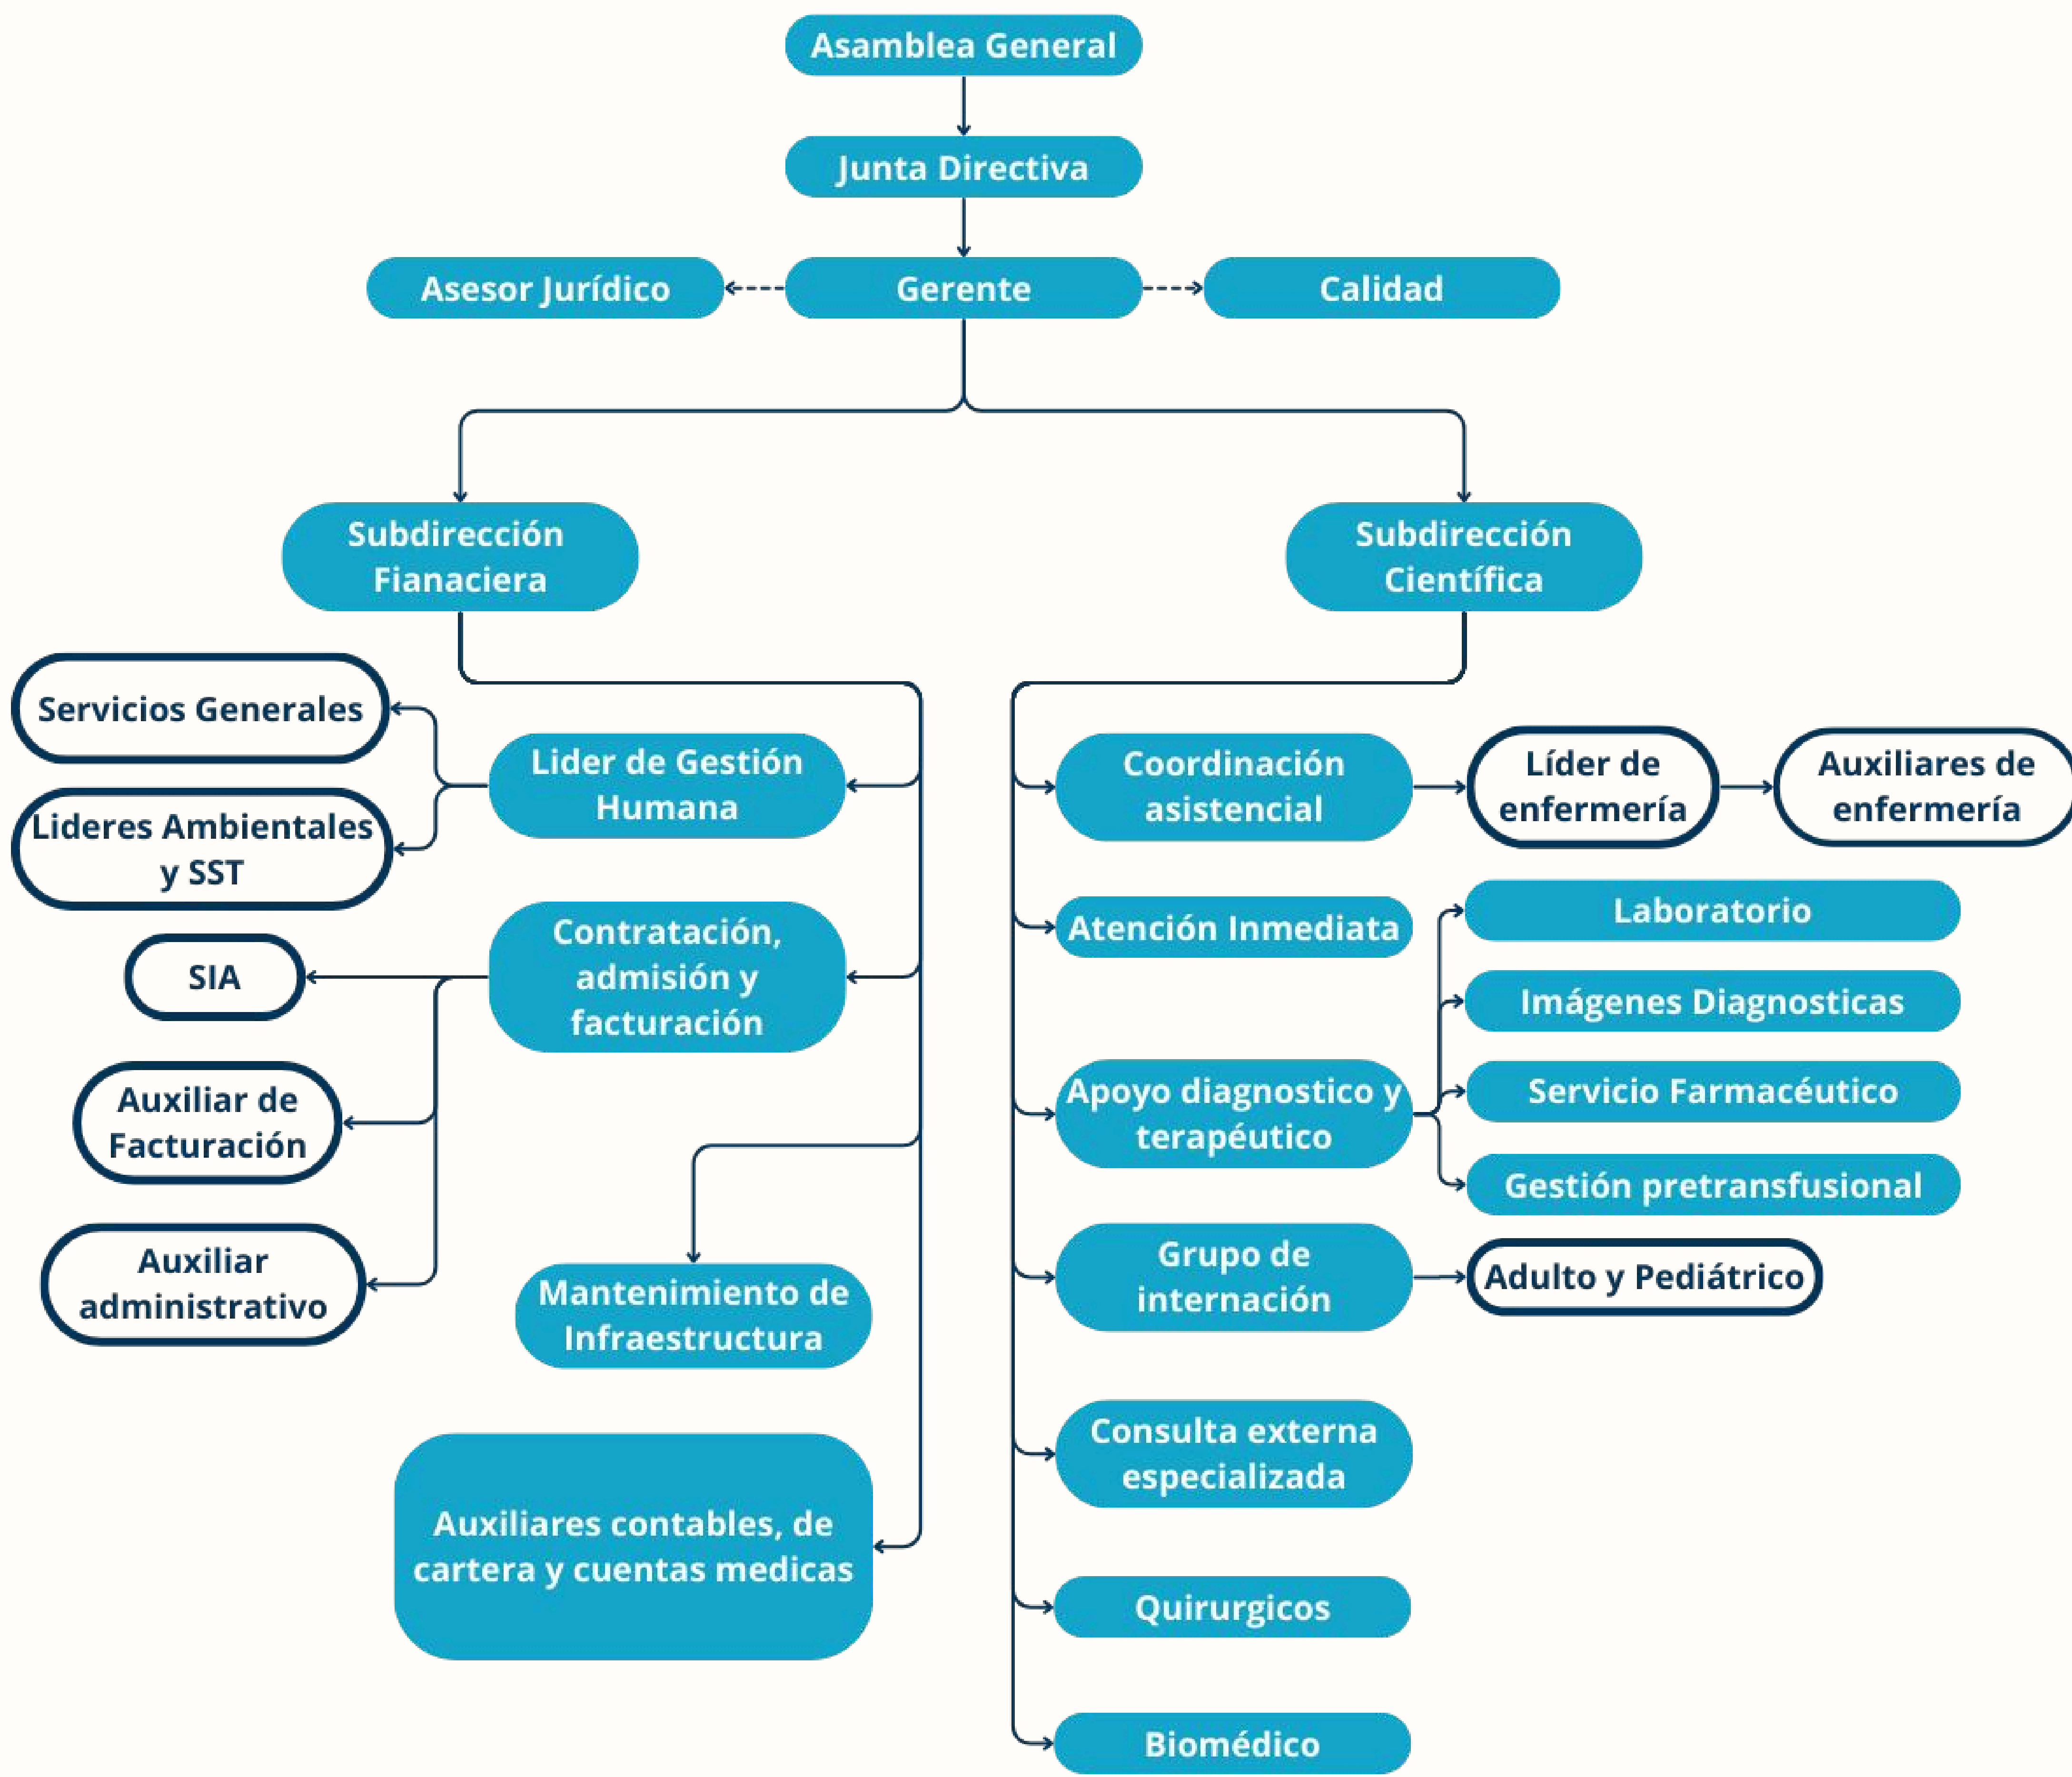 Asamblea General
Junta Directiva
Asesor Jurídico
Gerente
Calidad
Subdirección
Fianaciera
Subdirección
Científica
Servicios Generales
Lideres Ambientales
y SST
Lider de Gestión
Humana
SIA
Contratación,
admisión y
facturación
Auxiliar de
Facturación
Auxiliar
administrativo
Mantenimiento de
Infraestructura
Auxiliares contables, de
cartera y cuentas medicas
Coordinación
asistencial
Líder de
enfermería
Auxiliares de
enfermería
Atención Inmediata
Apoyo diagnostico y
terapéutico
Laboratorio
Imágenes Diagnosticas
Servicio Farmacéutico
Gestión pretransfusional
Grupo de
internación
Adulto y Pediátrico
Consulta externa
especializada
Quirurgicos
Biomédico